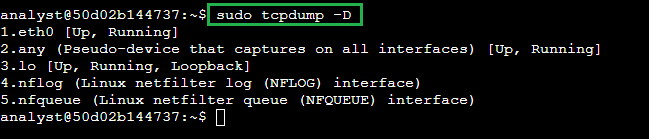 analyst@50d02b144737:~$ sudo tcpdump -D
1.eth0 [Up, Running]
2.any (Pseudo-device that captures on all interfaces) [Up, Running]
3.lo [Up, Running, Loopback]
4.nflog (Linux netfilter log (NFLOG) interface)
5.nfqueue (Linux netfilter queue (NFQUEUE) interface)
analyst@50d02b144737:~$